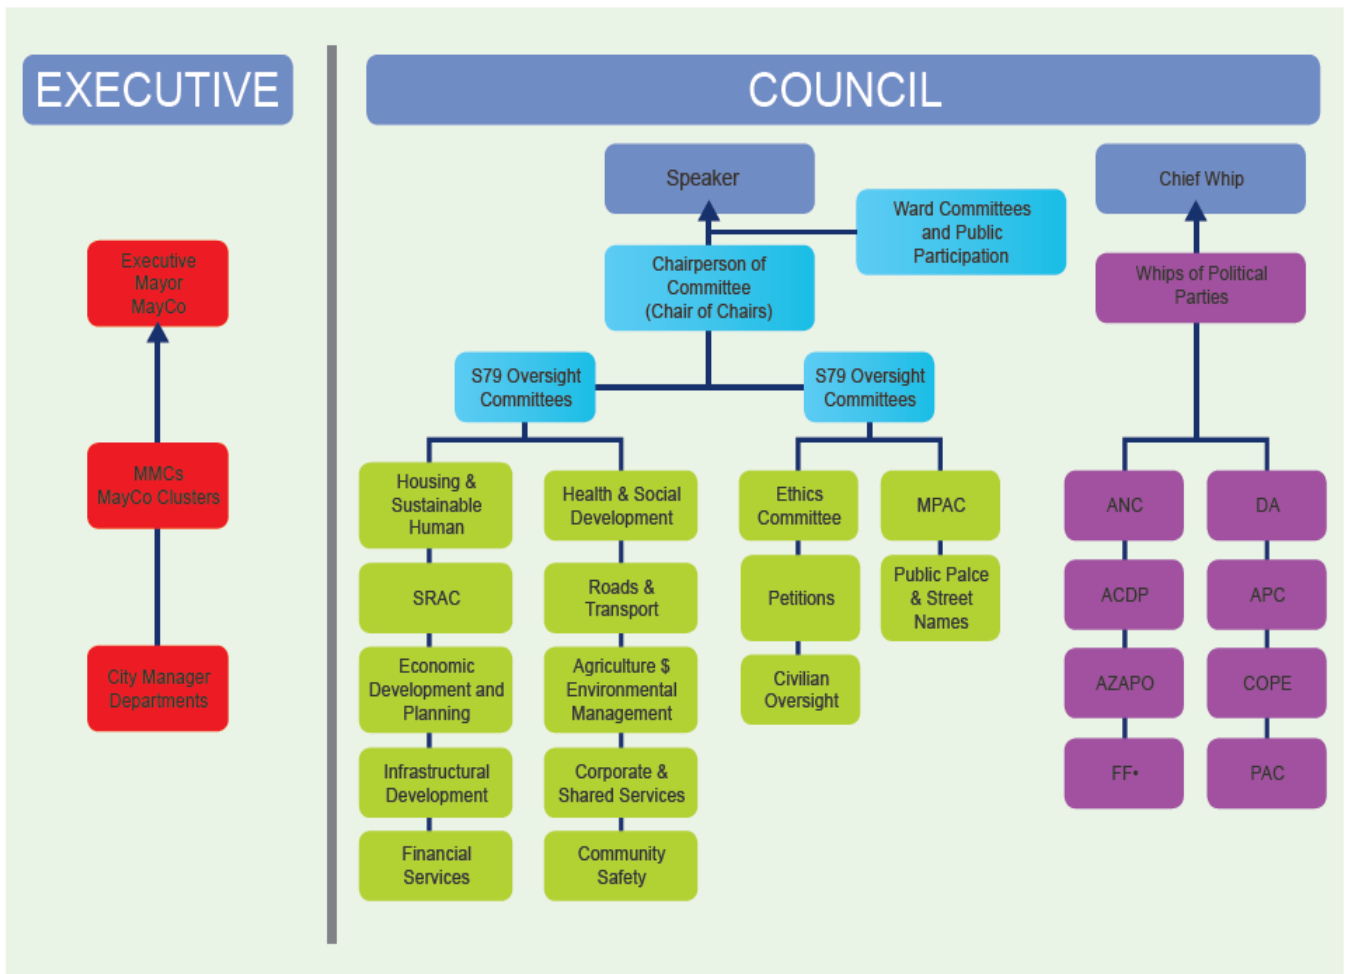 EXECUTIVE
COUNCIL
Executive
Mayor
MayCo
MMCs
MayCo Clusters
City Manager
Departments
Speaker
Ward Committees
and Public
Participation
Chairperson of
Committee
(Chair of Chairs)
S79 Oversight
Committees
S79 Oversight
Committees
Housing &
Sustainable
Human
SRAC
Economic
Development and
Planning
Infrastructural
Development
Financial
Services
Health & Social
Development
Roads &
Transport
Agriculture $
Environmental
Management
Corporate &
Shared Services
Community
Safety
Ethics
Committee
Petitions
Civilian
Oversight
MPAC
Public Palce
& Street
Names
Chief Whip
Whips of Political
Parties
ANC
ACDP
AZAPO
FF•
DA
APC
COPE
PAC